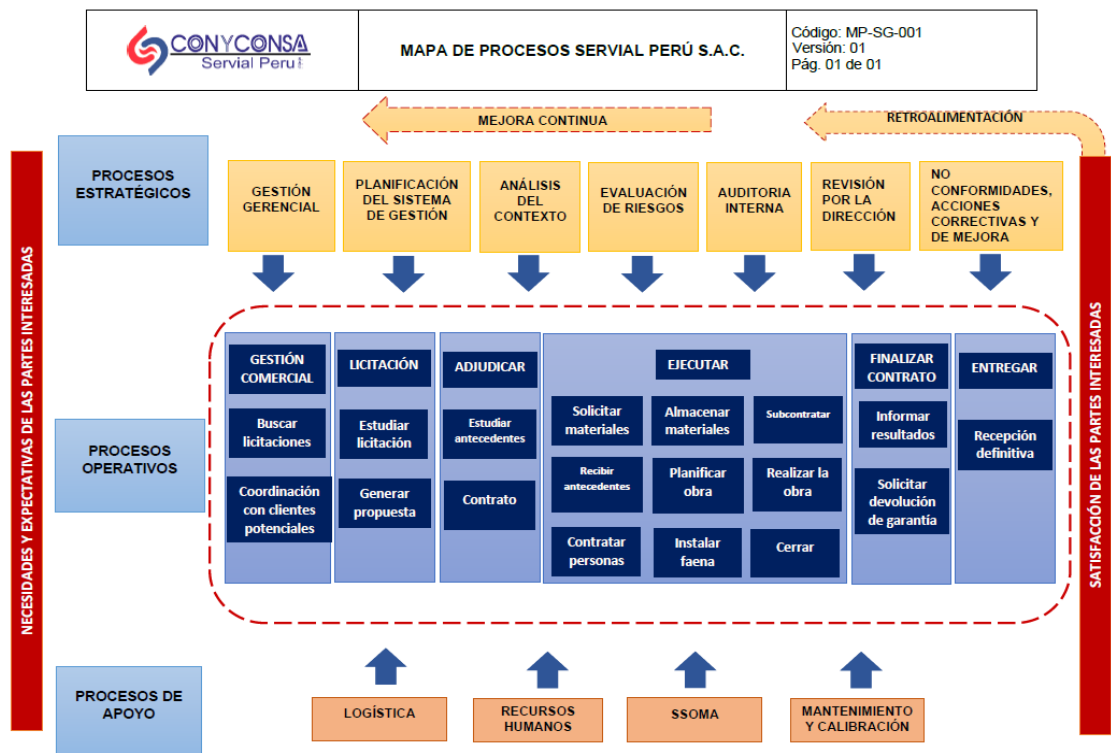 CONYCONSA
Servial Peru
MAPA DE PROCESOS SERVIAL PERÚ S.A.C.
Código: MP-SG-001
Versión: 01
Pág. 01 de 01
MEJORA CONTINUA
RETROALIMENTACIÓN
NECESIDADES Y EXPECTATIVAS DE LAS PARTES INTERESADAS
PROCESOS
ESTRATÉGICOS
GESTIÓN
GERENCIAL
PLANIFICACIÓN
DEL SISTEMA
DE GESTIÓN
ANÁLISIS
DEL
CONTEXTO
EVALUACIÓN
DE RIESGOS
AUDITORIA
INTERNA
REVISIÓN
POR LA
DIRECCIÓN
NO
CONFORMIDADES,
ACCIONES
CORRECTIVAS Y
DE MEJORA
PROCESOS
OPERATIVOS
GESTIÓN
COMERCIAL
Buscar
licitaciones
Coordinación
con clientes
potenciales
LICITACIÓN
Estudiar
licitación
Generar
propuesta
ADJUDICAR
Estudiar
antecedentes
Contrato
EJECUTAR
Solicitar
materiales
Almacenar
materiales
Subcontratar
Recibir
antecedentes
Planificar
obra
Realizar la
obra
Contratar
personas
Instalar
faena
Cerrar
FINALIZAR
CONTRATO
Informar
resultados
Solicitar
devolución
de garantía
ENTREGAR
Recepción
definitiva
SATISFACCIÓN DE LAS PARTES INTERESADAS
PROCESOS DE
APOYO
LOGÍSTICA
RECURSOS
HUMANOS
SSOMA
MANTENIMIENTO
Y CALIBRACIÓN